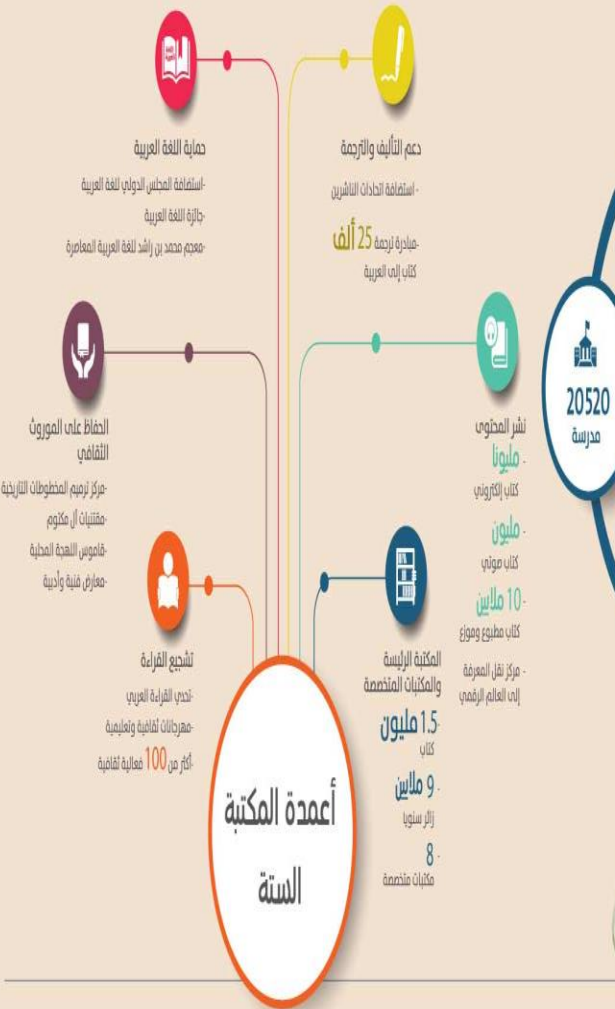 دعم التأليف والترجمة
- استضافة اتحادات الناشرين
-مبادرة ترجمة 25 ألف
كتاب إلى العربية
حماية اللغة العربية
-استضافة المجلس الدولي للغة العربية
-جائزة اللغة العربية
-معجم محمد بن راشد للغة العربية المعاصرة
20520
مدرسة
نشر المحتوى
- مليونا
كتاب إلكتروني
- مليون
كتاب صوتي
- 10 ملايين
كتاب مطبوع وموزع
- مركز نقل المعرفة
إلى العالم الرقمي
الحفاظ على الموروث
الثقافي
-مركز ترميم المخطوطات التاريخية
-مقتنيات آل مكتوم
-قاموس اللهجة المحلية
-معارض فنية وأدبية
المكتبة الرئيسة
والمكتبات المتخصصة
-1.5 مليون
كتاب
- 9 ملايين
زائر سنويا
- 8
مكتبات متخصصة
تشجيع القراءة
-تحدي القراءة العربي
-مهرجانات ثقافية وتعليمية
-أكثر من 100 فعالية ثقافية
أعمدة المكتبة
الستة